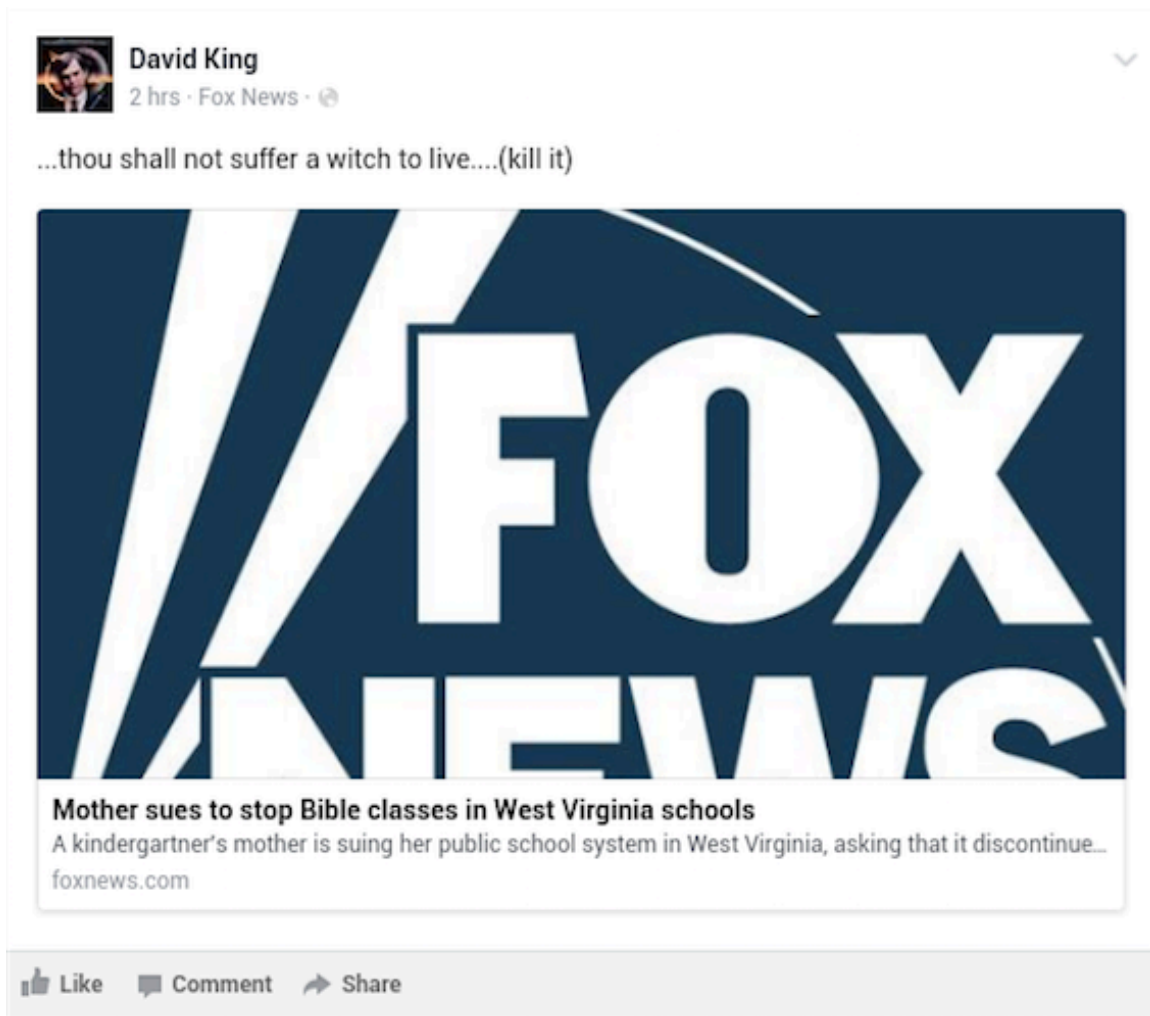 David King
2 hrs · Fox News ·
...thou shall not suffer a witch to live....(kill it)
FOX
NEWS
Mother sues to stop Bible classes in West Virginia schools
A kindergartner's mother is suing her public school system in West Virginia, asking that it discontinue...
foxnews.com
Like Comment Share